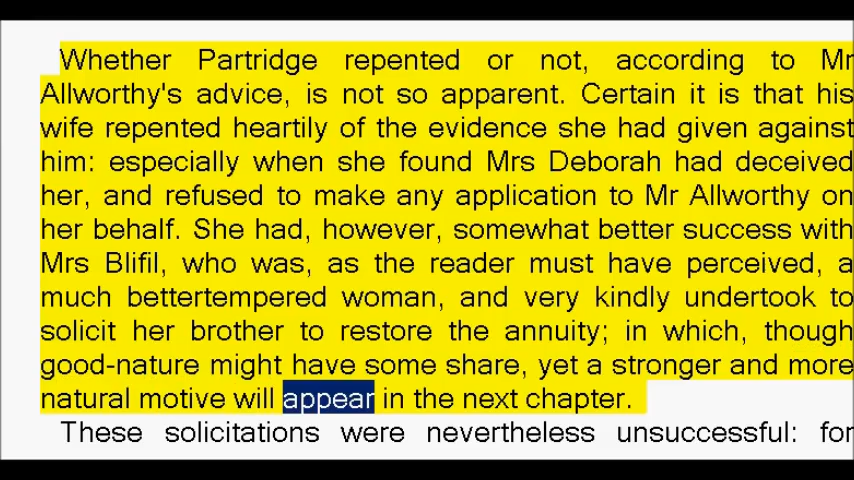 Whether Partridge repented or not, according to Mr
Allworthy's advice, is not so apparent. Certain it is that his
wife repented heartily of the evidence she had given against
him: especially when she found Mrs Deborah had deceived
her, and refused to make any application to Mr Allworthy on
her behalf. She had, however, somewhat better success with
Mrs Blifil, who was, as the reader must have perceived, a
much bettertempered woman, and very kindly undertook to
solicit her brother to restore the annuity; in which, though
good-nature might have some share, yet a stronger and more
natural motive will appear in the next chapter.
These solicitations were nevertheless unsuccessful: for